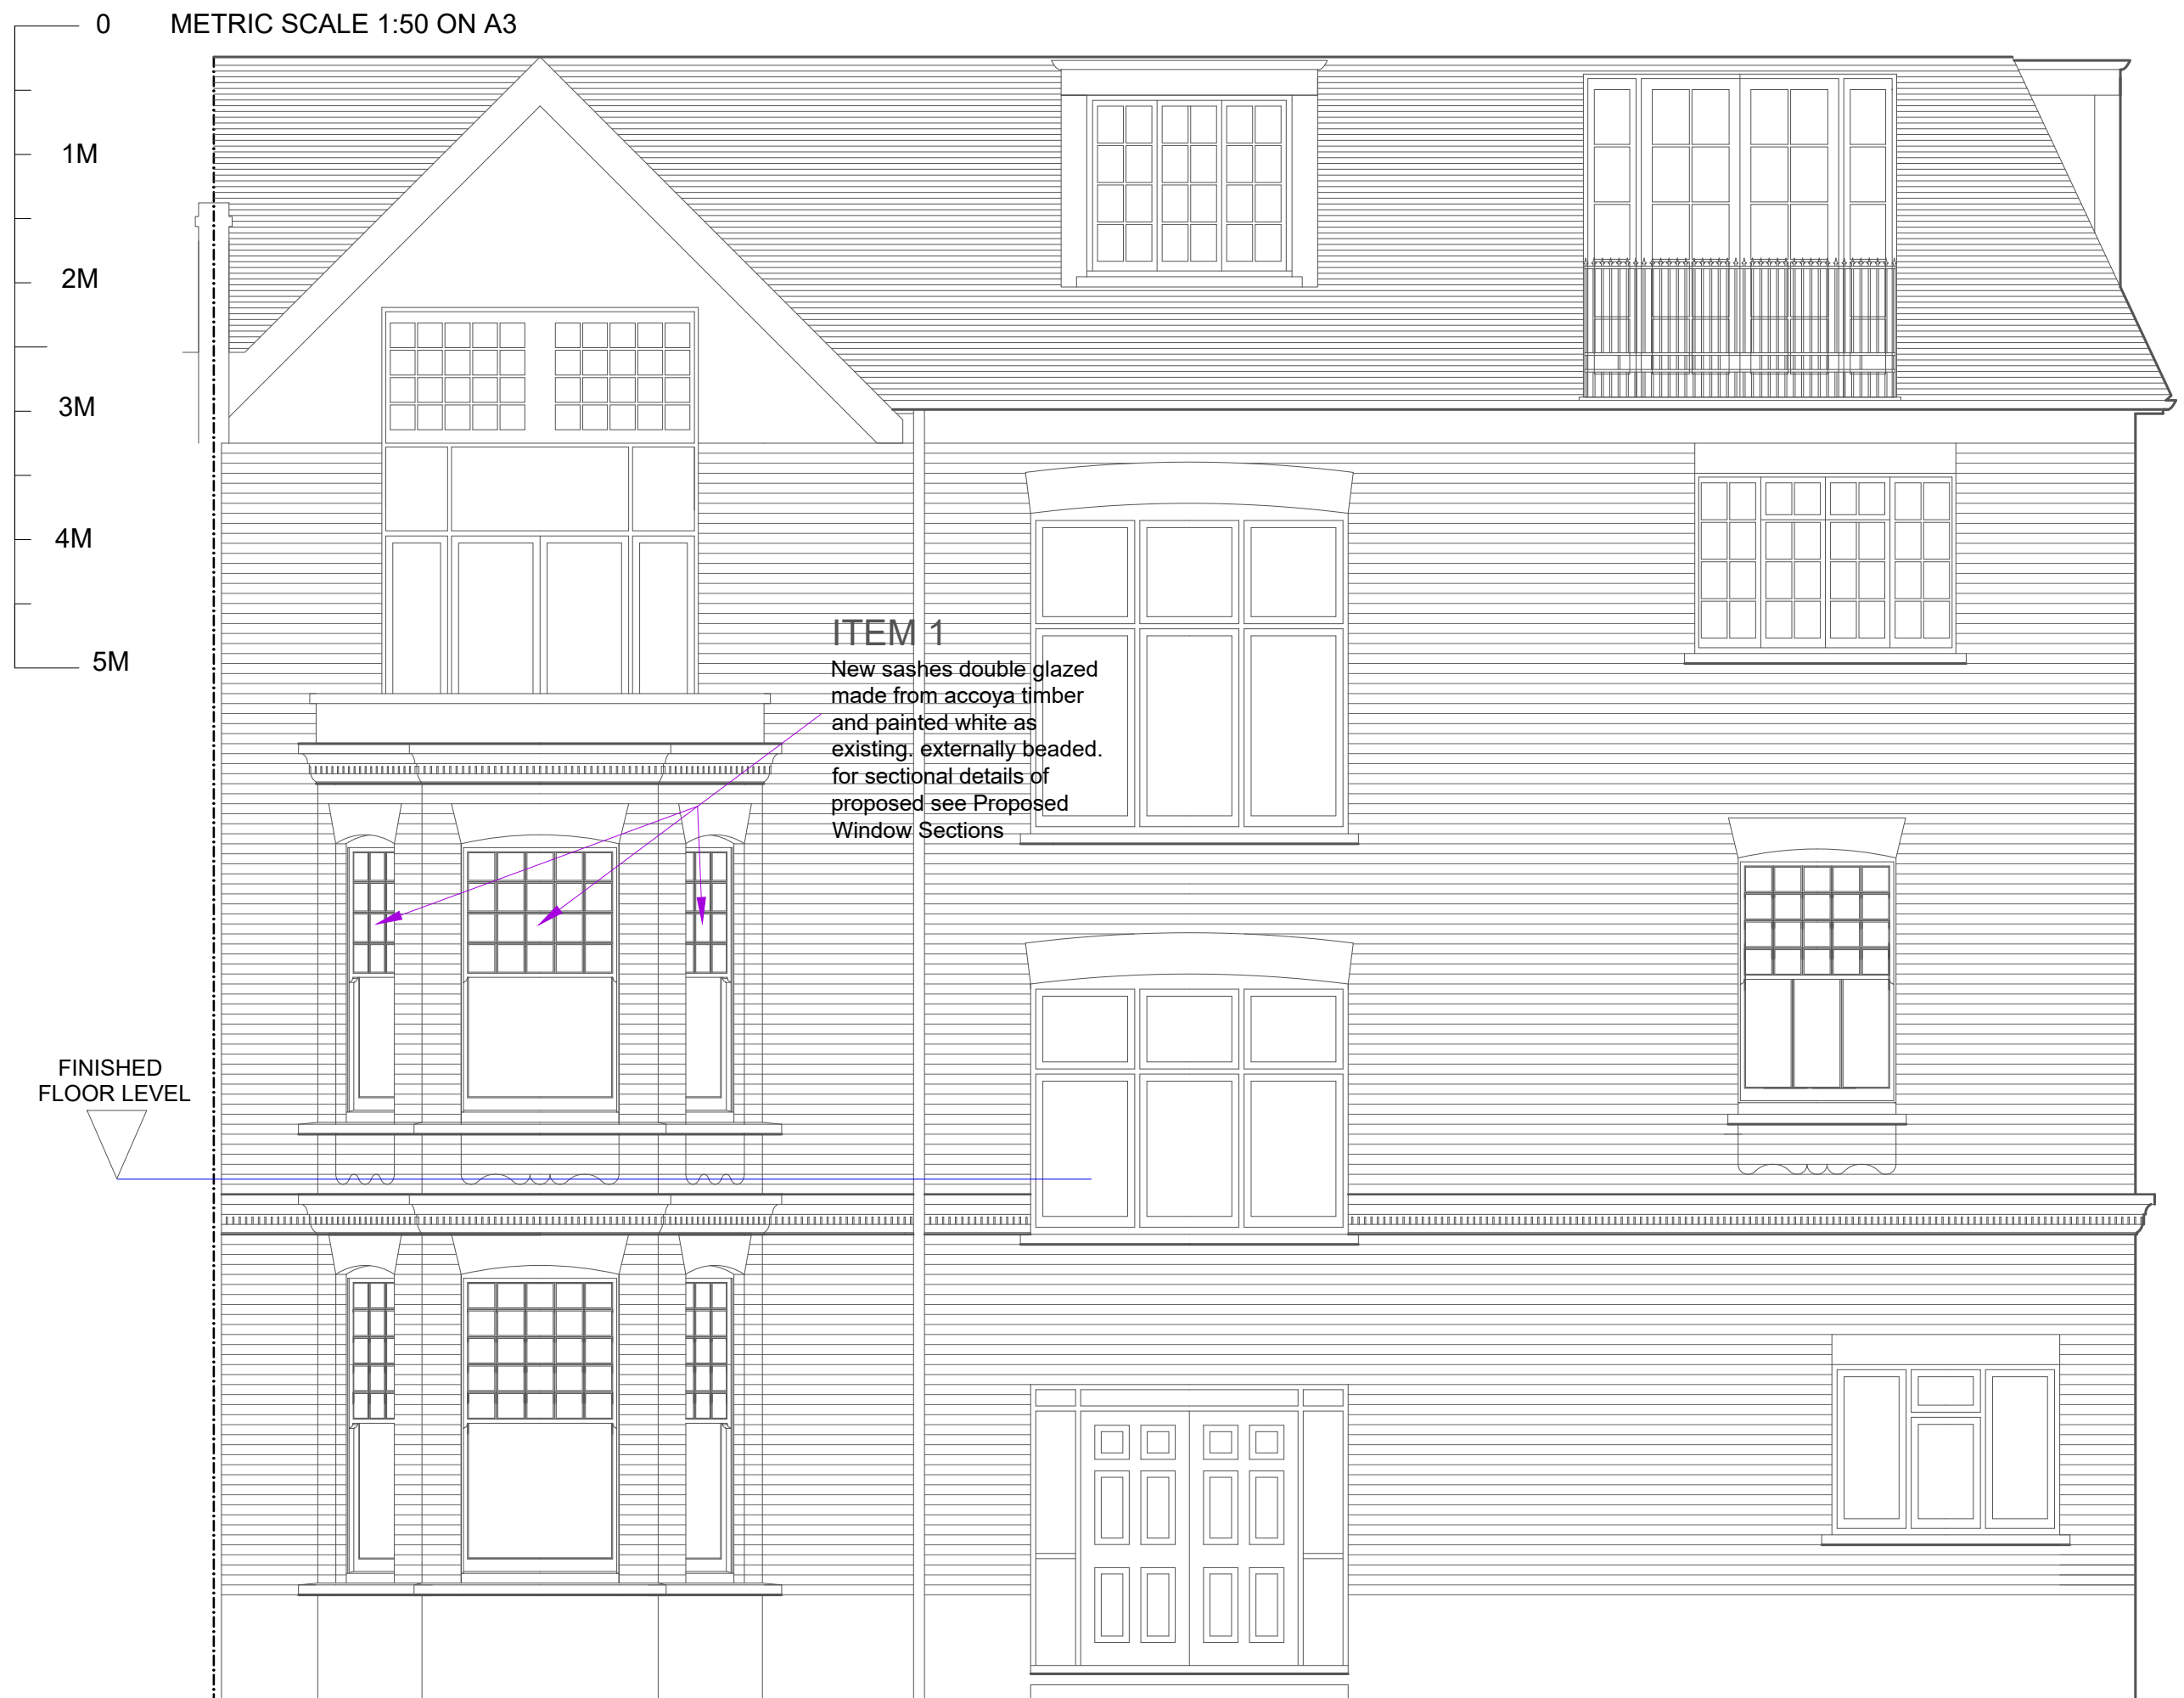 0 METRIC SCALE 1:50 ON A3
1M
2M
3M
4M
5M
ITEM 1
New sashes double glazed
made from accoya timber
and painted white as
existing. externally beaded.
for sectional details of
proposed see Proposed
Window Sections
FINISHED
FLOOR LEVEL